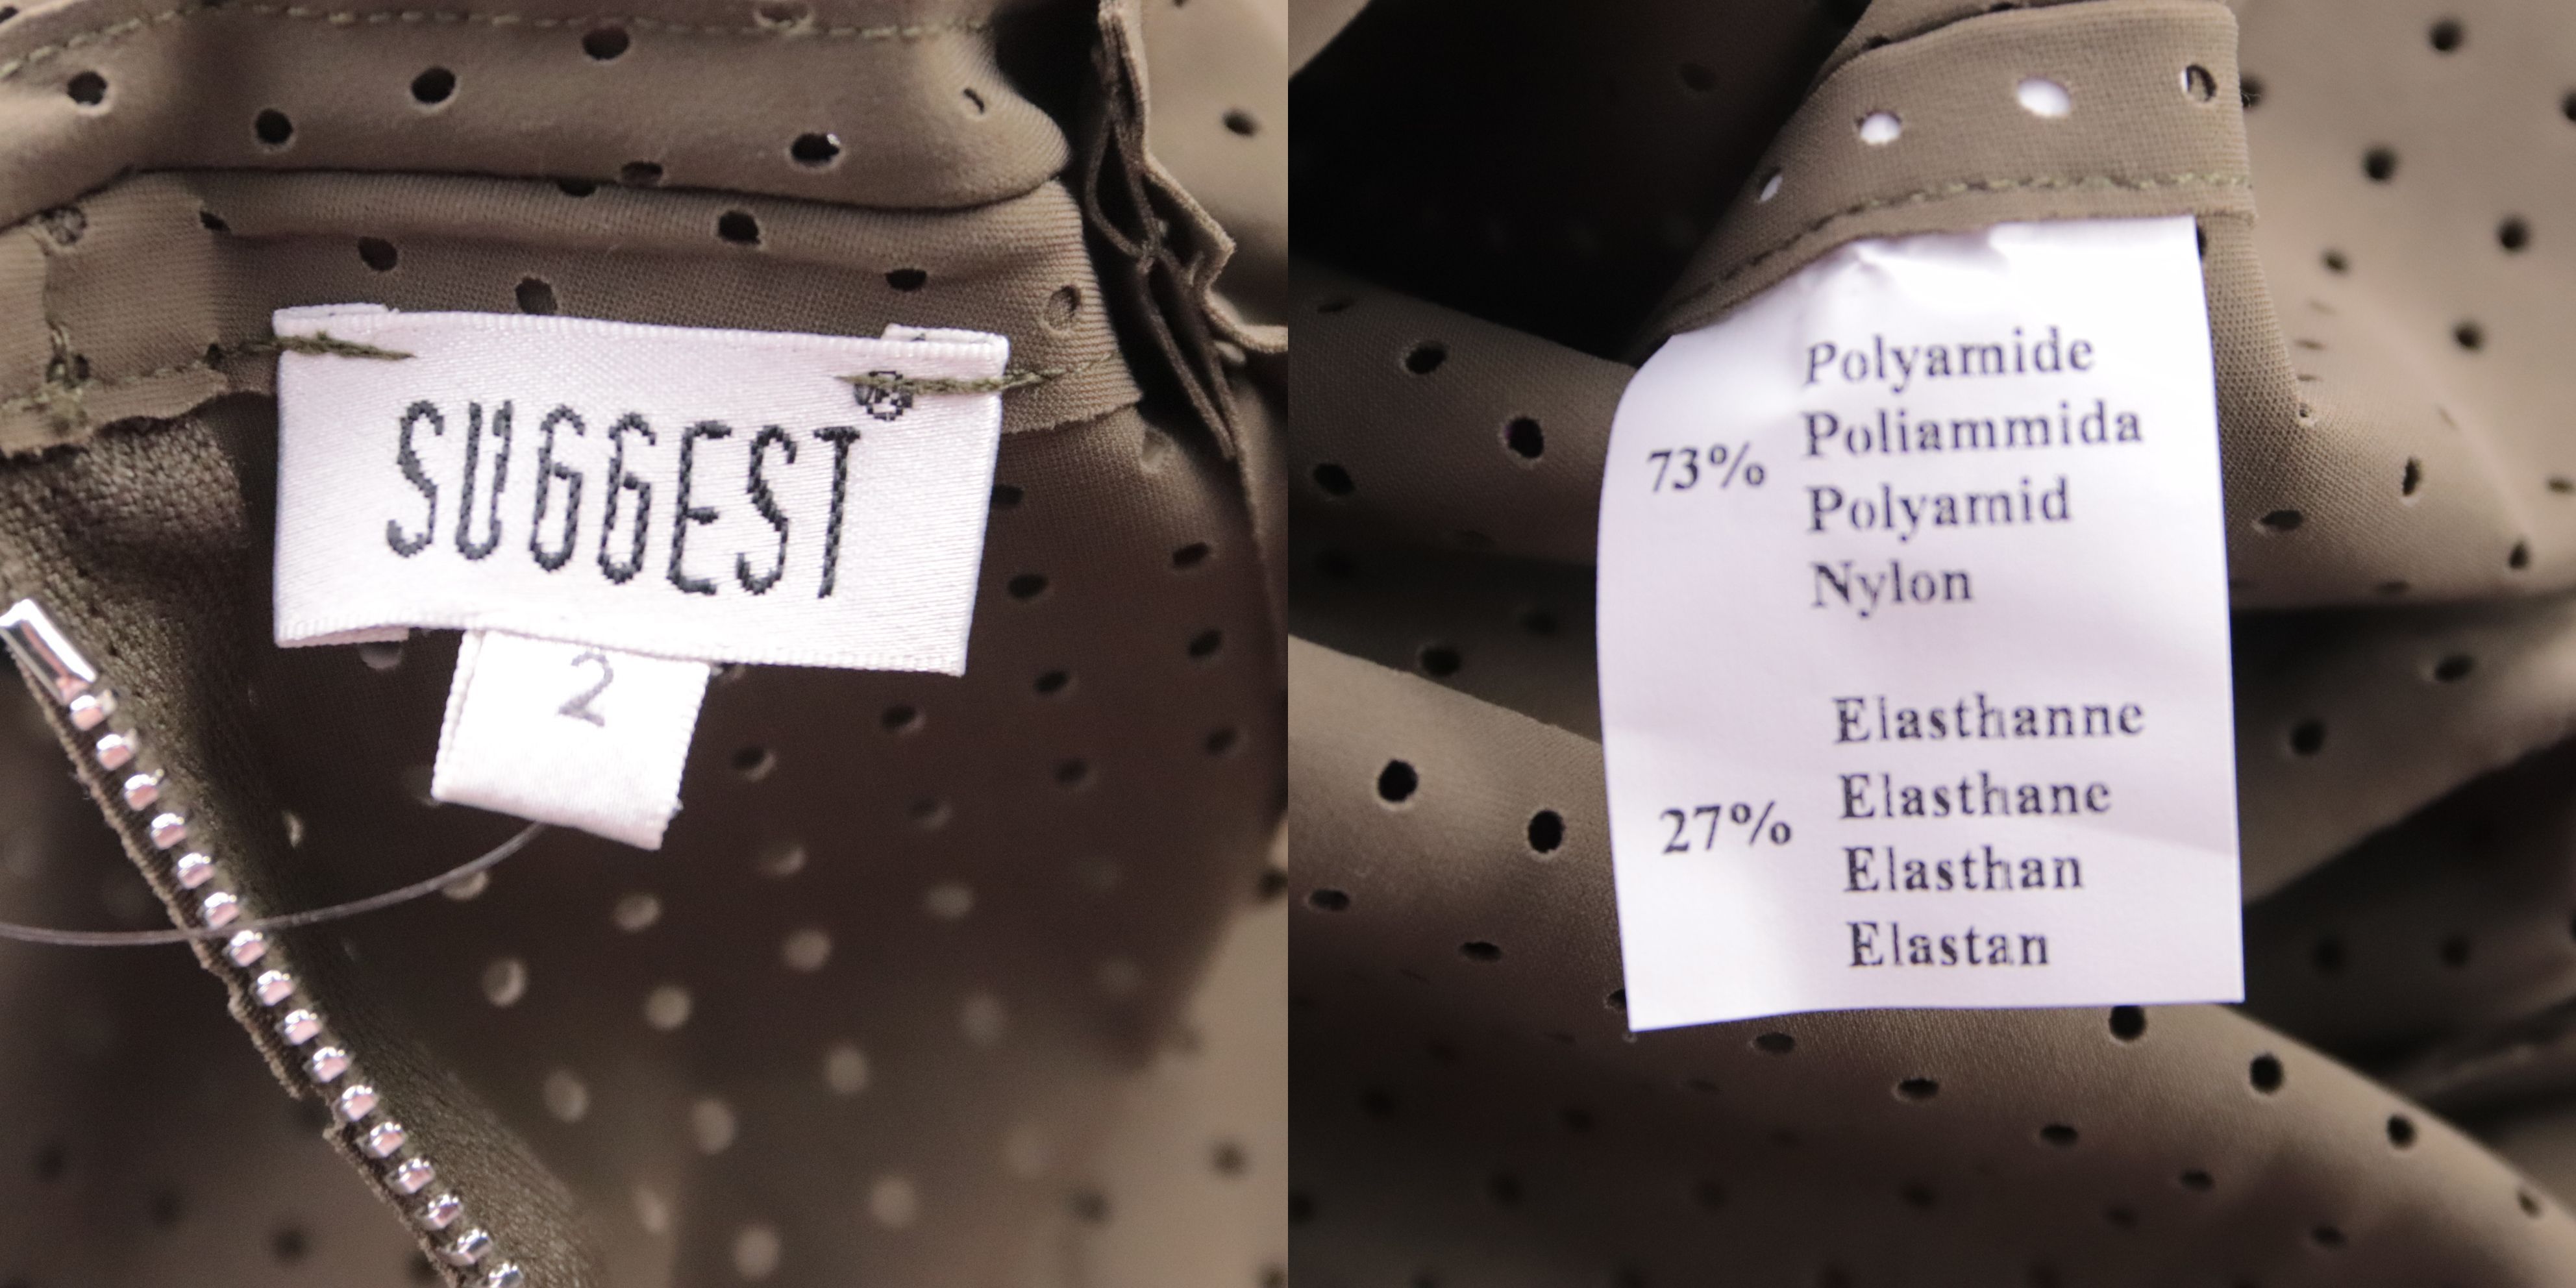 SUGGEST®
2
73%
Polyamide
Poliammida
Polyamid
Nylon
27%
Elasthanne
Elasthane
Elasthan
Elastan